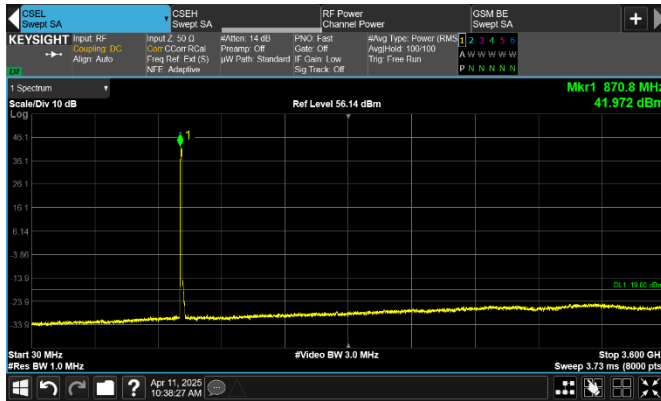 CSEL
Swept SA
CSEH
Swept SA
RF Power
Channel Power
GSM BE
Swept SA
+
KEYSIGHT
Input: RF
Coupling: DC
Align: Auto
Input Z: 50 Ω
Corr CCorr RCal
Freq Ref: Ext (S)
NFE: Adaptive
#Atten: 14 dB
Preamp: Off
µW Path: Standard
PNO: Fast
Gate: Off
IF Gain: Low
Sig Track: Off
#Avg Type: Power (RMS
Avg|Hold: 100/100
Trig: Free Run
1 2 3 4 5 6
A W W W W W
P N N N N N
1 Spectrum
Scale/Div 10 dB
Ref Level 56.14 dBm
Mkr1 870.8 MHz
41.972 dBm
Log
1
46.1
36.1
26.1
16.1
6.14
-3.86
-13.9
-23.9
-33.9
DL1 -19.00 dBm
Start 30 MHz
#Video BW 3.0 MHz
Stop 3.600 GHz
#Res BW 1.0 MHz
Sweep 3.73 ms (8000 pts)
?
Apr 11, 2025
10:38:27 AM